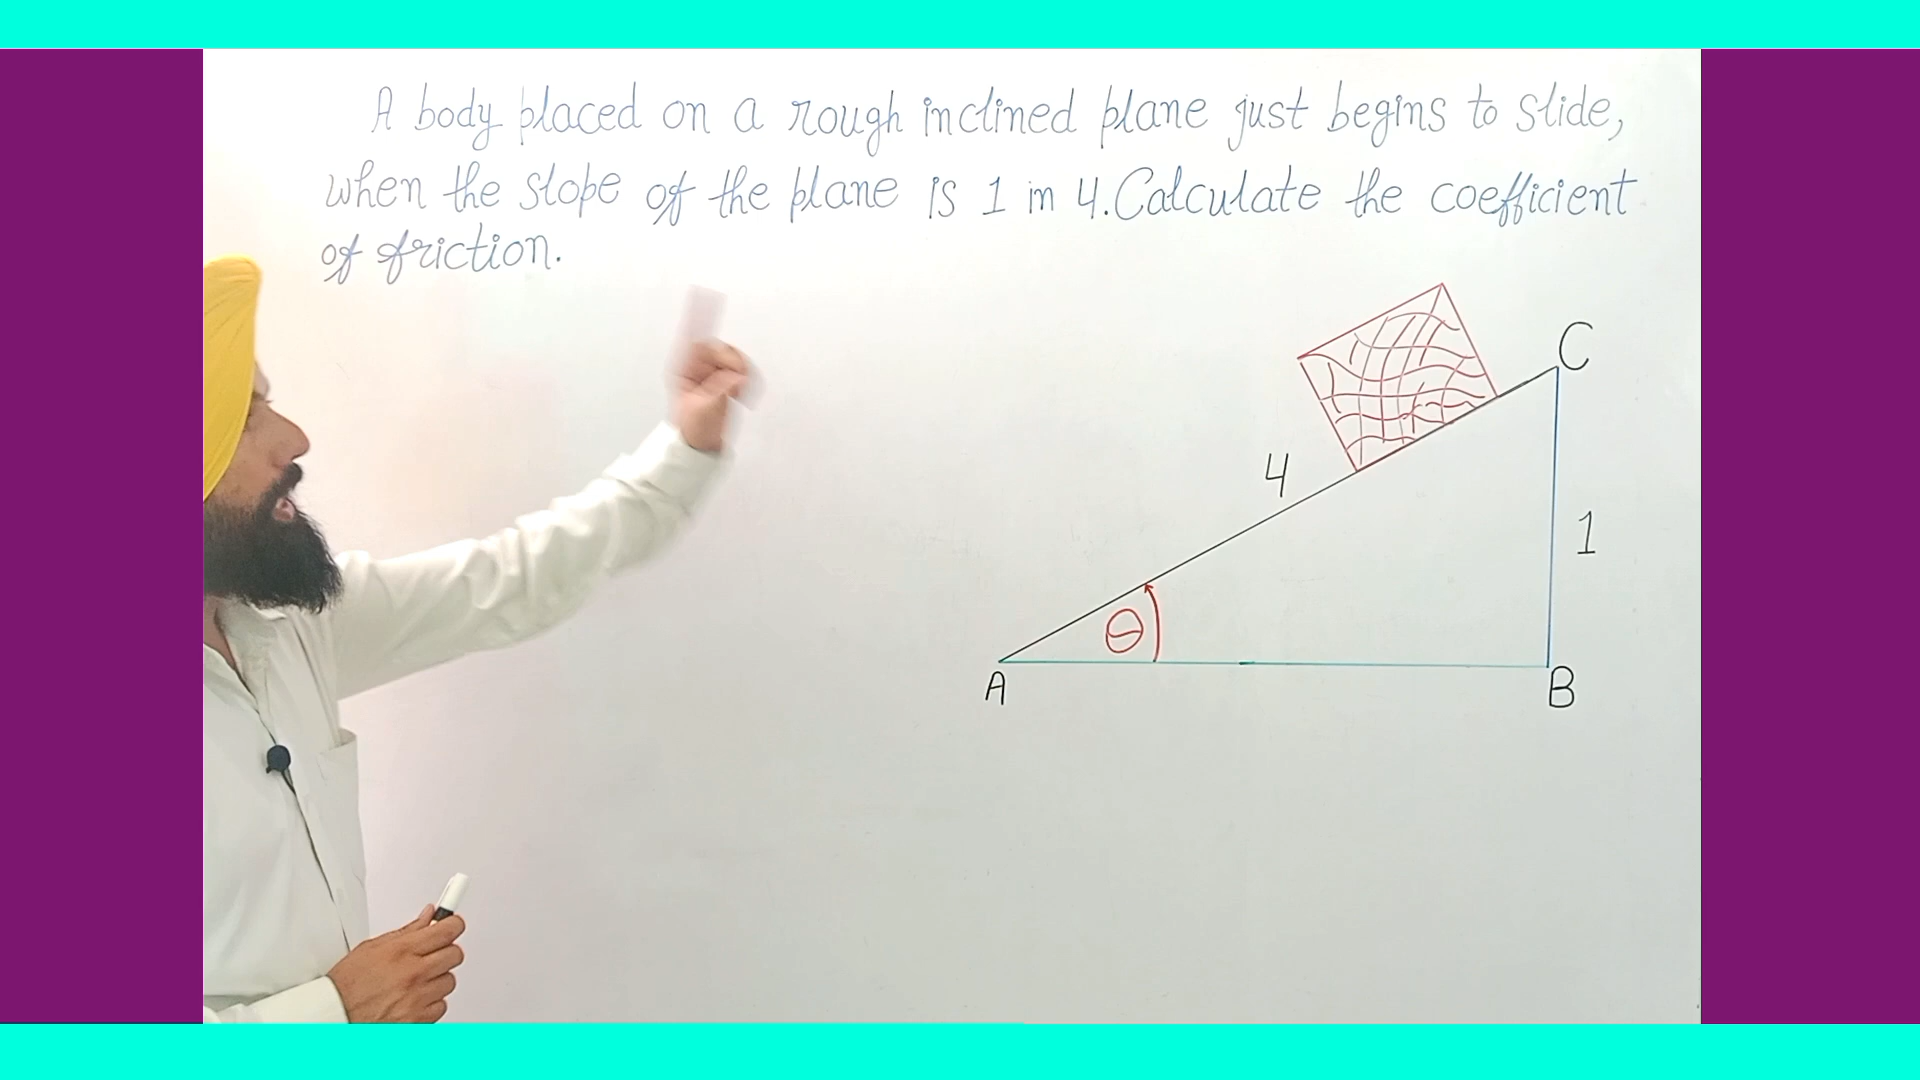 A body placed on a rough inclined plane just begins to slide,
when the slope of the plane is 1 in 4. Calculate the coefficient
of friction.
C
4
1
θ
A
B